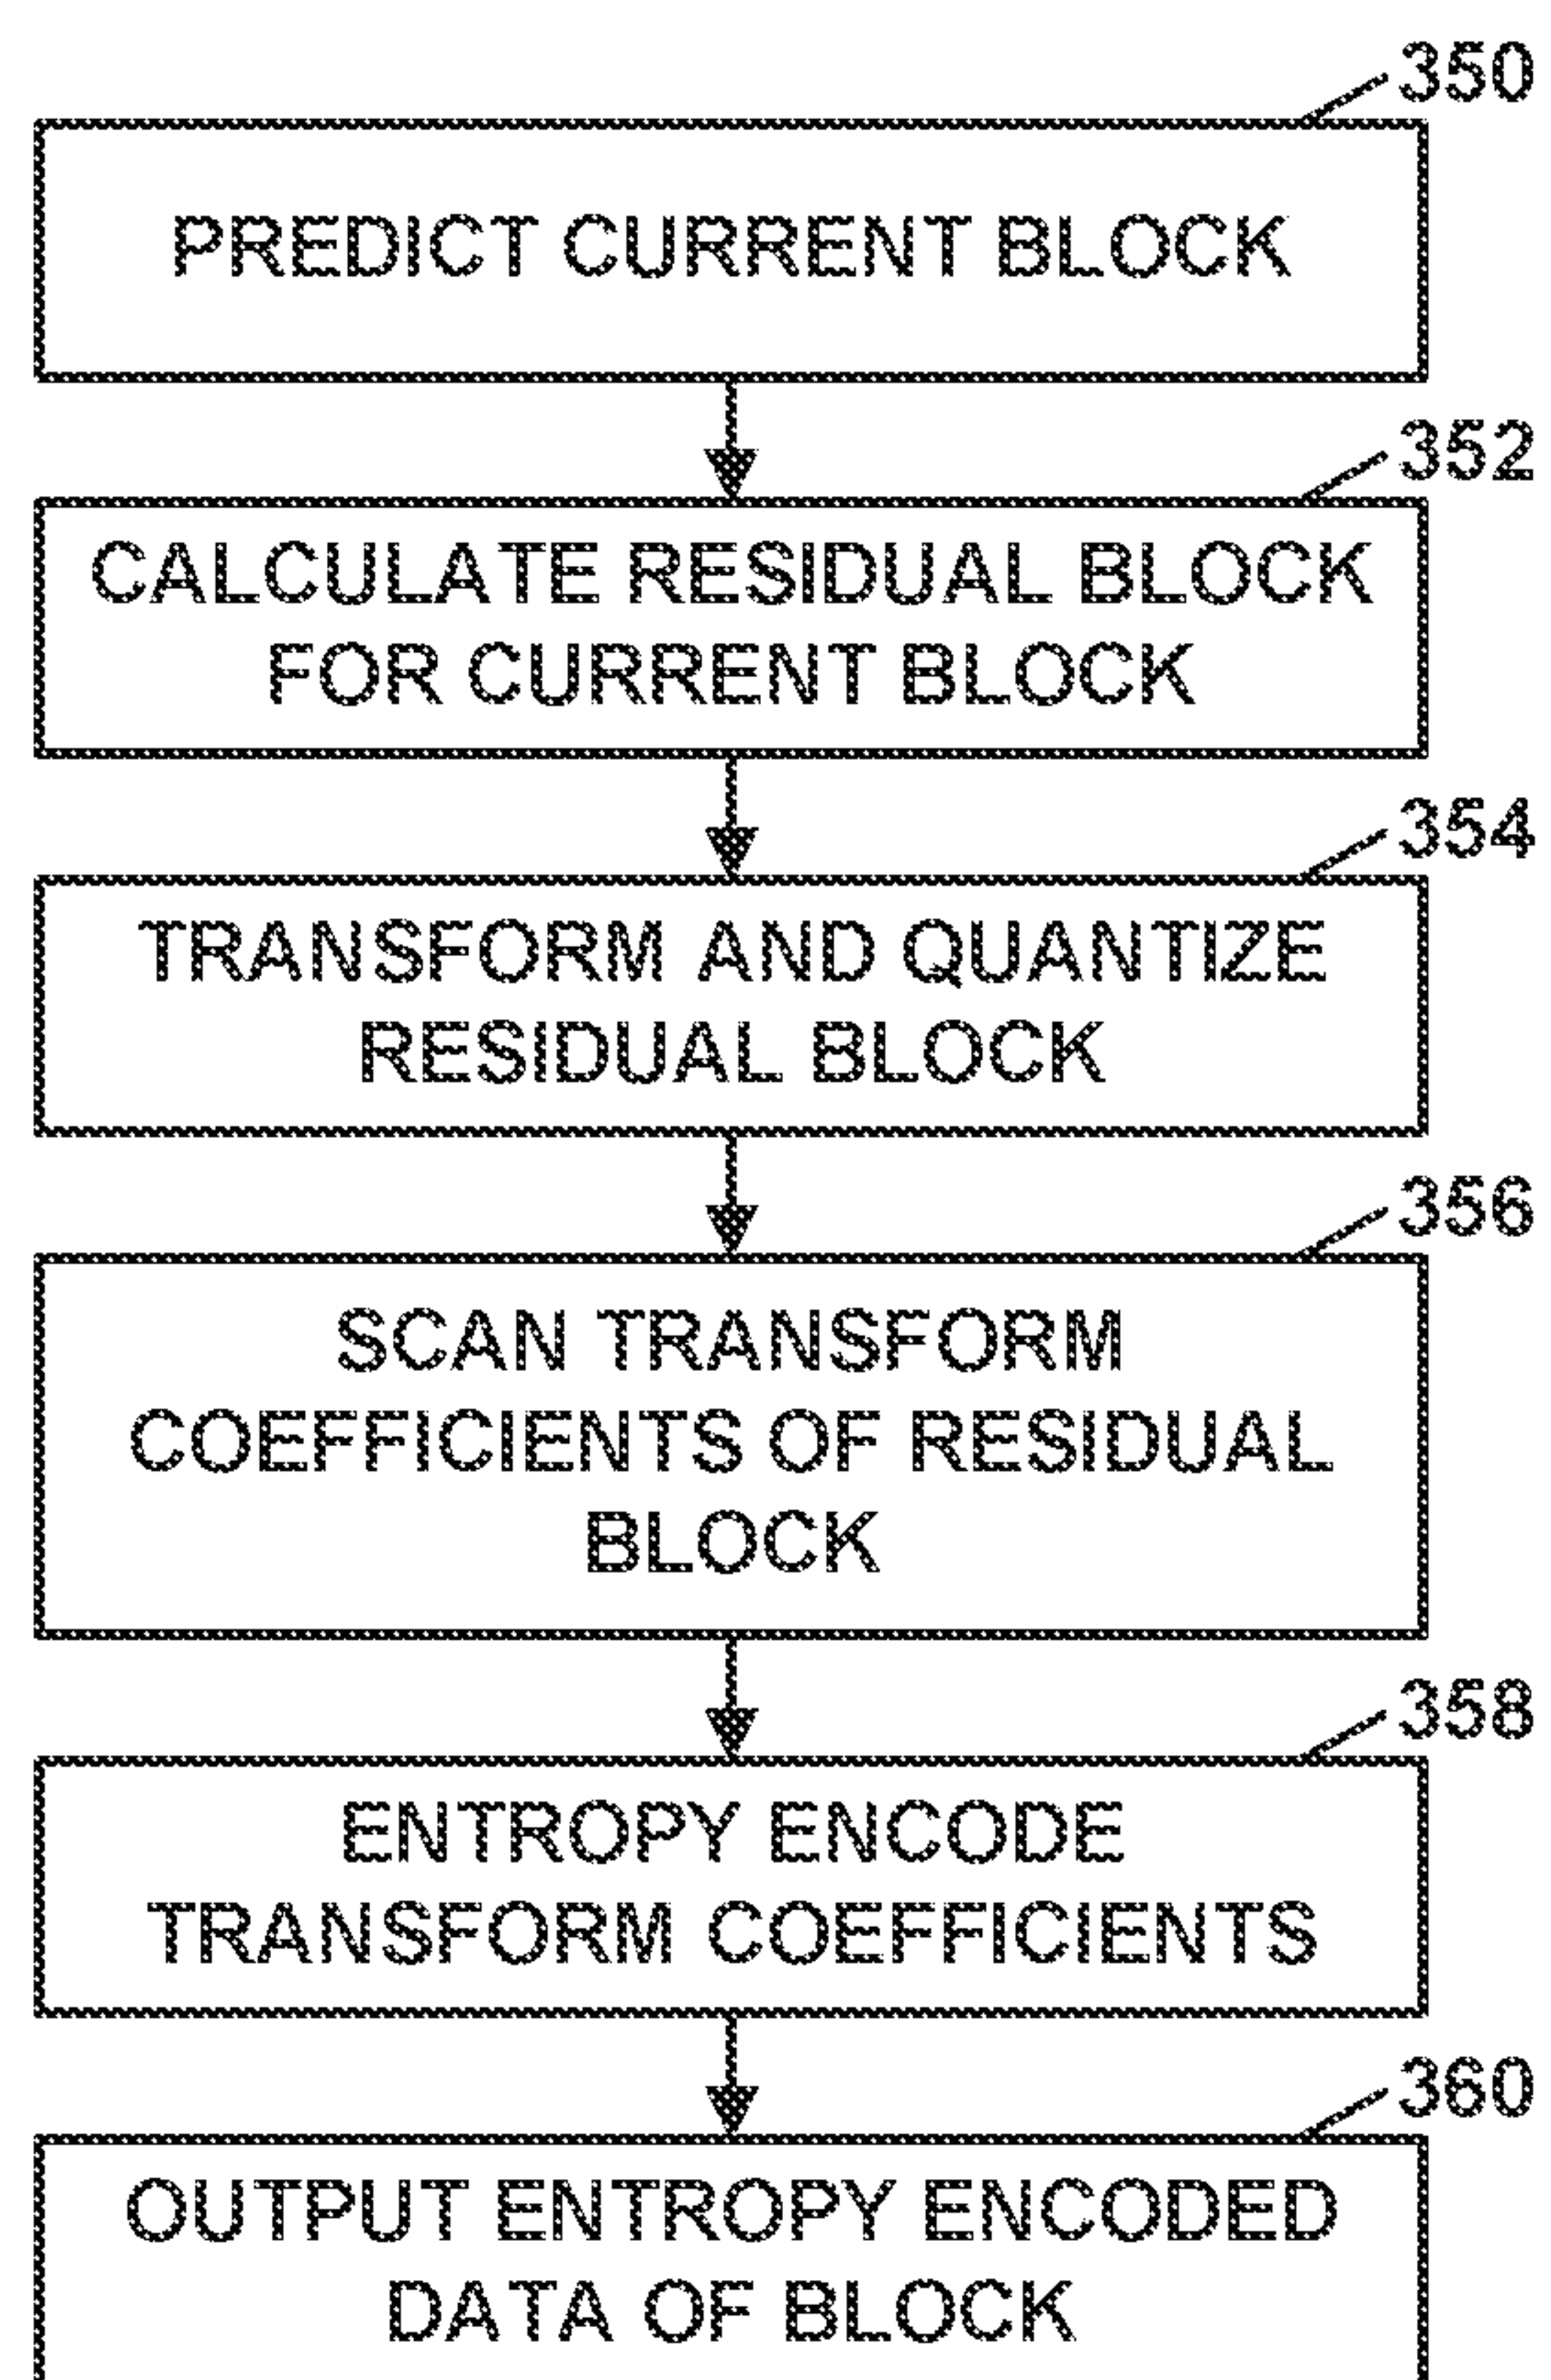 350
PREDICT CURRENT BLOCK
352
CALCULATE RESIDUAL BLOCK
FOR CURRENT BLOCK
354
TRANSFORM AND QUANTIZE
RESIDUAL BLOCK
356
SCAN TRANSFORM
COEFFICIENTS OF RESIDUAL
BLOCK
358
ENTROPY ENCODE
TRANSFORM COEFFICIENTS
360
OUTPUT ENTROPY ENCODED
DATA OF BLOCK